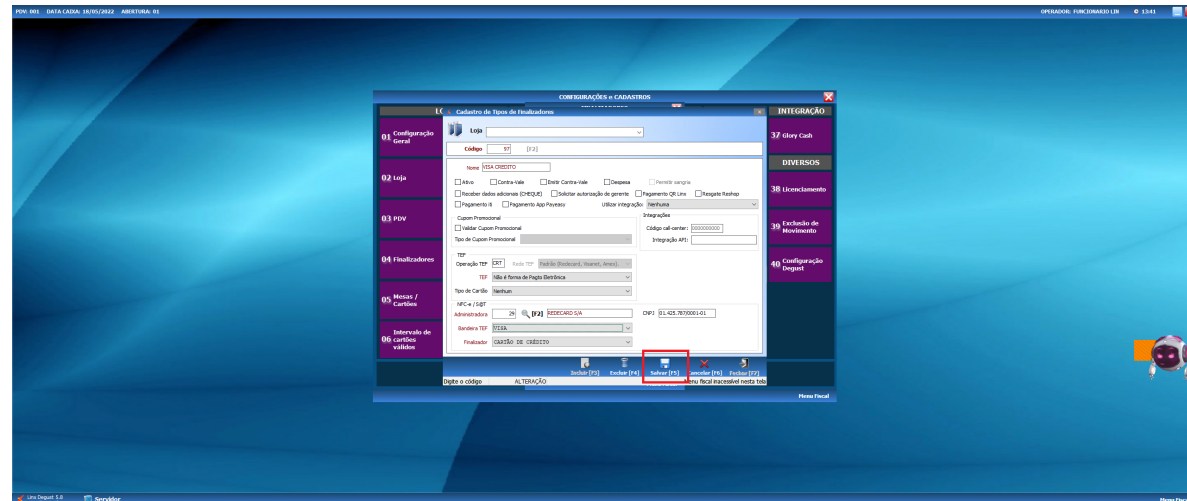 PDV: 001 DATA CAIXA: 18/05/2022 ABERTURA: 01
OPERADOR: FUNCIONARIO LIN
13:41
CONFIGURAÇÕES e CADASTROS
Cadastro de Tipos de Finalizadores
INTEGRAÇÃO
01 Configuração Geral
02 Loja
03 PDV
04 Finalizadores
05 Mesas / Cartões
06 Intervalo de cartões válidos
Loja
Código 97 [F2]
Nome VISA CREDITO
Ativo Contra-Vale Emitir Contra-Vale Despesa Permitir sangria
Receber dados adicionais (CHEQUE) Solicitar autorização de gerente Pagamento QR Linx Resgate Reshop
Pagamento iti Pagamento App Payeasy Utilizar integração: Nenhuma
Cupom Promocional
Validar Cupom Promocional
Tipo de Cupom Promocional
Integrações
Código call-center: 0000000000
Integração API:
TEF
Operação TEF CRT Rede TEF Padrão (Redecard, Visanet, Amex)
TEF Não é forma de Pagto Eletrônica
Tipo de Cartão Nenhum
NFC-e / S@T
Administradora 29 [F2] REDECARD S/A CNPJ 01.425.787/0001-01
Bandeira TEF VISA
Finalizador CARTÃO DE CRÉDITO
Incluir [F3] Excluir [F4] Salvar [F5] Cancelar [F6] Fechar [F7]
Digite o código ALTERAÇÃO Menu fiscal inacessível nesta tela
37 Glory Cash
DIVERSOS
38 Licenciamento
39 Exclusão de Movimento
40 Configuração Degust
Menu Fiscal
Linx Degust 5.8 Servidor